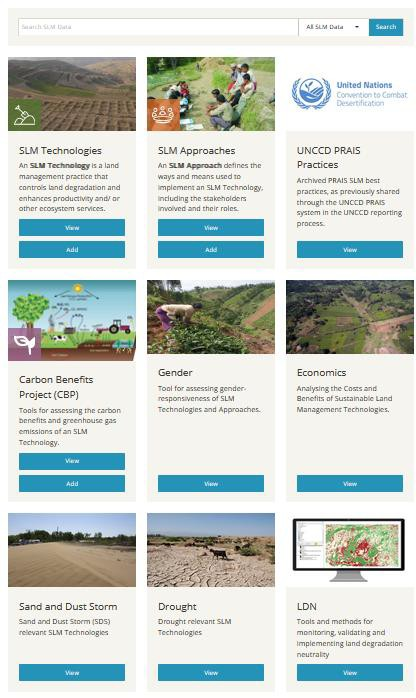 Search SLM Data
All SLM Data
Search
SLM Technologies
An SLM Technology is a land
management practice that
controls land degradation and
enhances productivity and/ or
other ecosystem services.
View
Add
SLM Approaches
An SLM Approach defines the
ways and means used to
implement an SLM Technology,
including the stakeholders
involved and their roles.
View
Add
United Nations
Convention to Combat
Desertification
UNCCD PRAIS
Practices
Archived PRAIS SLM best
practices, as previously shared
through the UNCCD PRAIS
system in the UNCCD reporting
process.
View
Carbon Benefits
Project (CBP)
Tools for assessing the carbon
benefits and greenhouse gas
emissions of an SLM
Technology.
View
Add
Gender
Tool for assessing gender-
responsiveness of SLM
Technologies and Approaches.
View
Economics
Analysing the Costs and
Benefits of Sustainable Land
Management Technologies.
View
Sand and Dust Storm
Sand and Dust Storm (SDS)
relevant SLM Technologies
View
Drought
Drought relevant SLM
Technologies
View
LDN
Tools and methods for
monitoring, validating and
implementing land degradation
neutrality
View